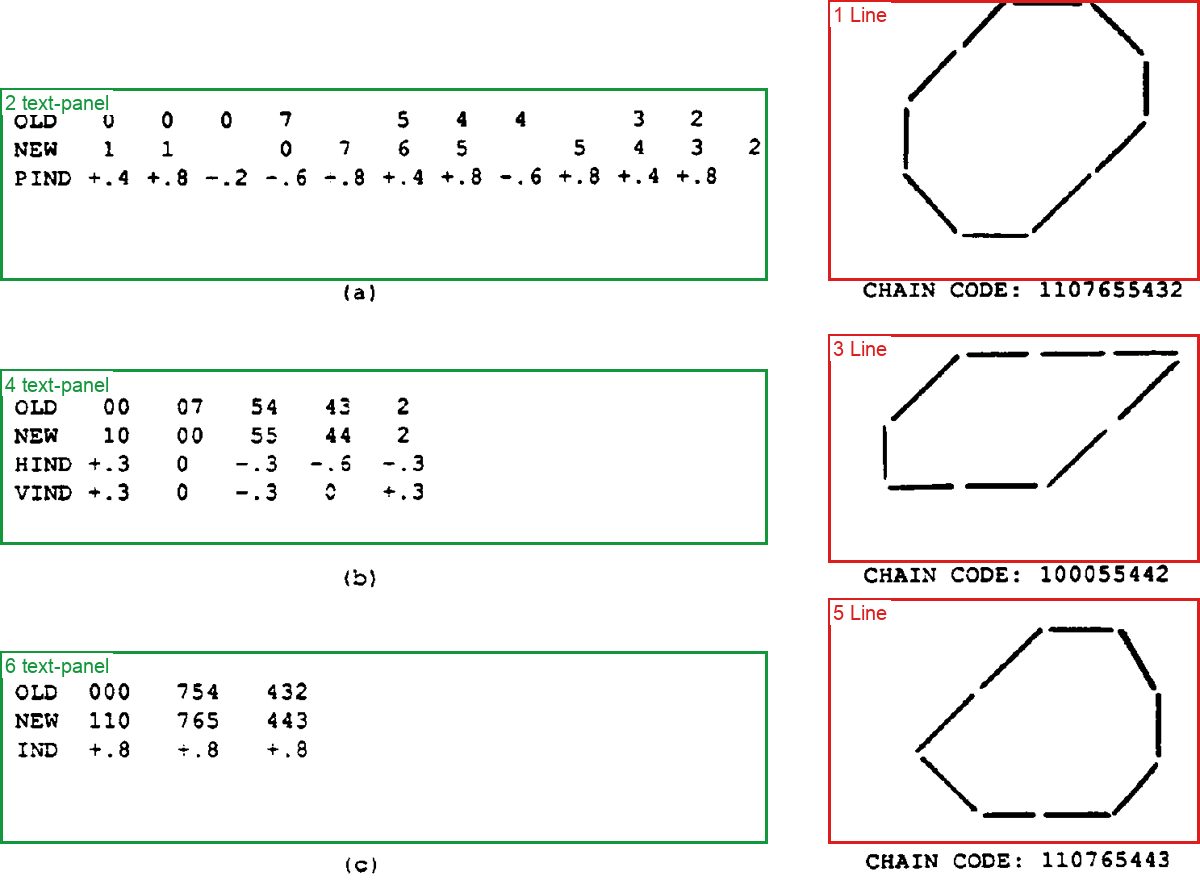 1 Line
2 text-panel
OLD 0 0 0 7 5 4 4 3 2
NEW 1 1 0 7 6 5 5 4 3 2
PIND +.4 +.8 -.2 -.6 -.8 +.4 +.8 -.6 +.8 +.4 +.8
(a)
CHAIN CODE: 1107655432
3 Line
4 text-panel
OLD 00 07 54 43 2
NEW 10 00 55 44 2
HIND +.3 0 -.3 -.6 -.3
VIND +.3 0 -.3 0 +.3
(b)
CHAIN CODE: 100055442
5 Line
6 text-panel
OLD 000 754 432
NEW 110 765 443
IND +.8 +.8 +.8
(c)
CHAIN CODE: 110765443